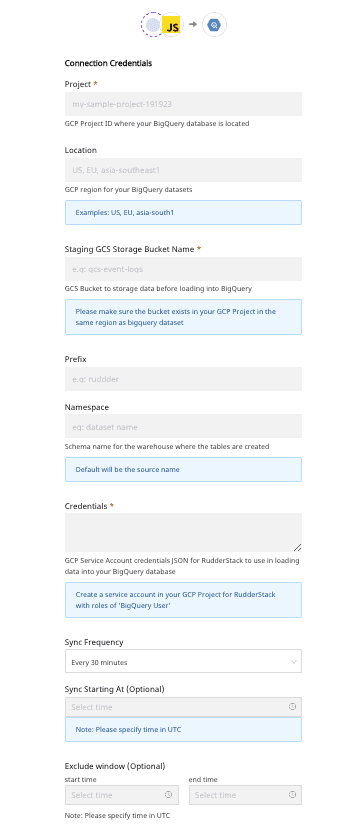 JS
Connection Credentials
Project *
my-sample-project-191923
GCP Project ID where your BigQuery database is located
Location
US, EU, asia-southeast1
GCP region for your BigQuery datasets
Examples: US, EU, asia-south1
Staging GCS Storage Bucket Name *
e.g: gcs-event-logs
GCS Bucket to storage data before loading into BigQuery
Please make sure the bucket exists in your GCP Project in the
same region as bigquery dataset
Prefix
e.g: ruddder
Namespace
eg: dataset name
Schema name for the warehouse where the tables are created
Default will be the source name
Credentials *
GCP Service Account credentials JSON for RudderStack to use in loading
data into your BigQuery database
Create a service account in your GCP Project for RudderStack
with roles of 'BigQuery User'
Sync Frequency
Every 30 minutes
Sync Starting At (Optional)
Select time
Note: Please specify time in UTC
Exclude window (Optional)
start time end time
Select time Select time
Note: Please specify time in UTC